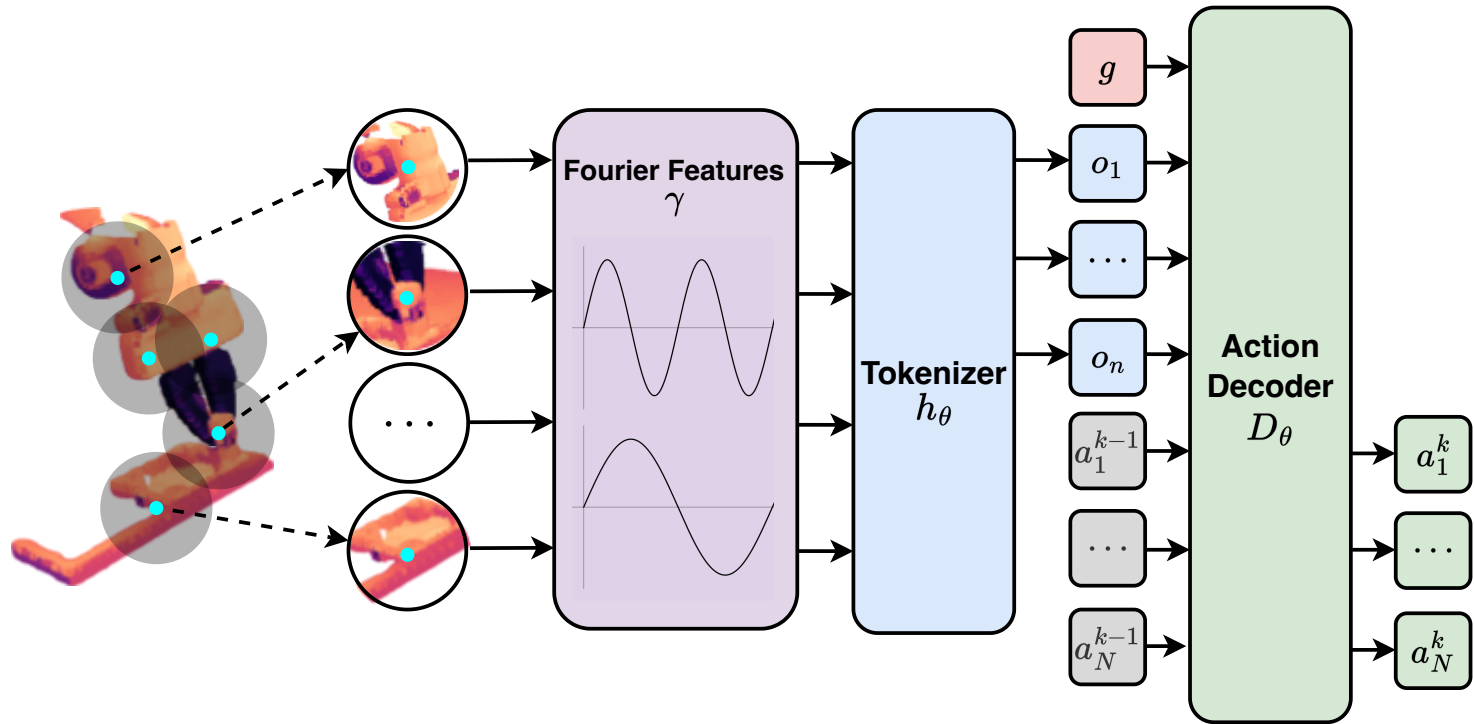 g
Fourier Features
γ
o_1
· · ·
· · ·
o_n
Tokenizer
h_θ
Action
Decoder
D_θ
· · ·
a_1^{k-1}
a_1^k
· · ·
· · ·
a_N^{k-1}
a_N^k